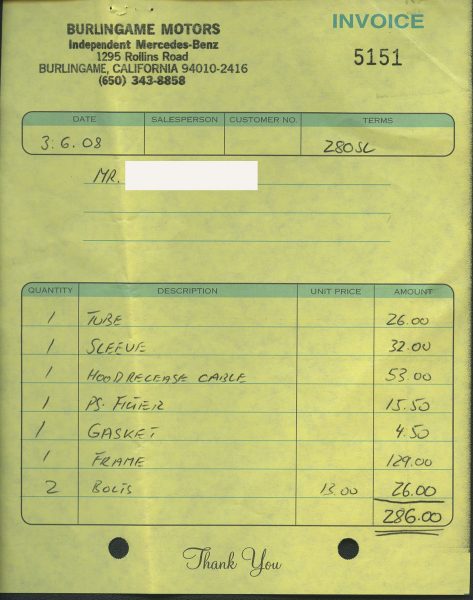 BURLINGAME MOTORS
INVOICE
Independent Mercedes-Benz
1295 Rollins Road
5151
BURLINGAME, CALIFORNIA 94010-2416
(650) 343-8858
DATE SALESPERSON CUSTOMER NO. TERMS
3.6.08 280SL
MR.
QUANTITY DESCRIPTION UNIT PRICE AMOUNT
1 TUBE 26.00
1 SLEEVE 32.00
1 HOOD RELEASE CABLE 53.00
1 PS. FILTER 15.50
1 GASKET 4.50
1 FRAME 129.00
2 BOLTS 13.00 26.00
286.00
Thank You